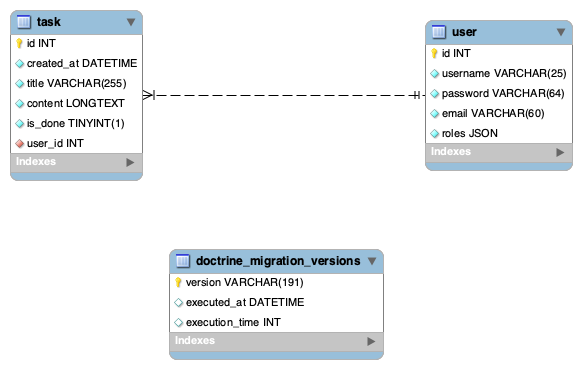 task
id INT
created_at DATETIME
title VARCHAR(255)
content LONGTEXT
is_done TINYINT(1)
user_id INT
Indexes
user
id INT
username VARCHAR(25)
password VARCHAR(64)
email VARCHAR(60)
roles JSON
Indexes
doctrine_migration_versions
version VARCHAR(191)
executed_at DATETIME
execution_time INT
Indexes